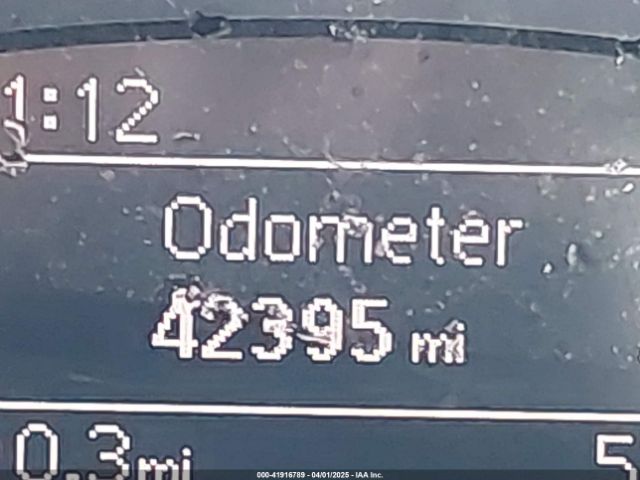 1:12
Odometer
42395 mi
0.3mi 5
000-41916789 - 04/01/2025 - IAA Inc.